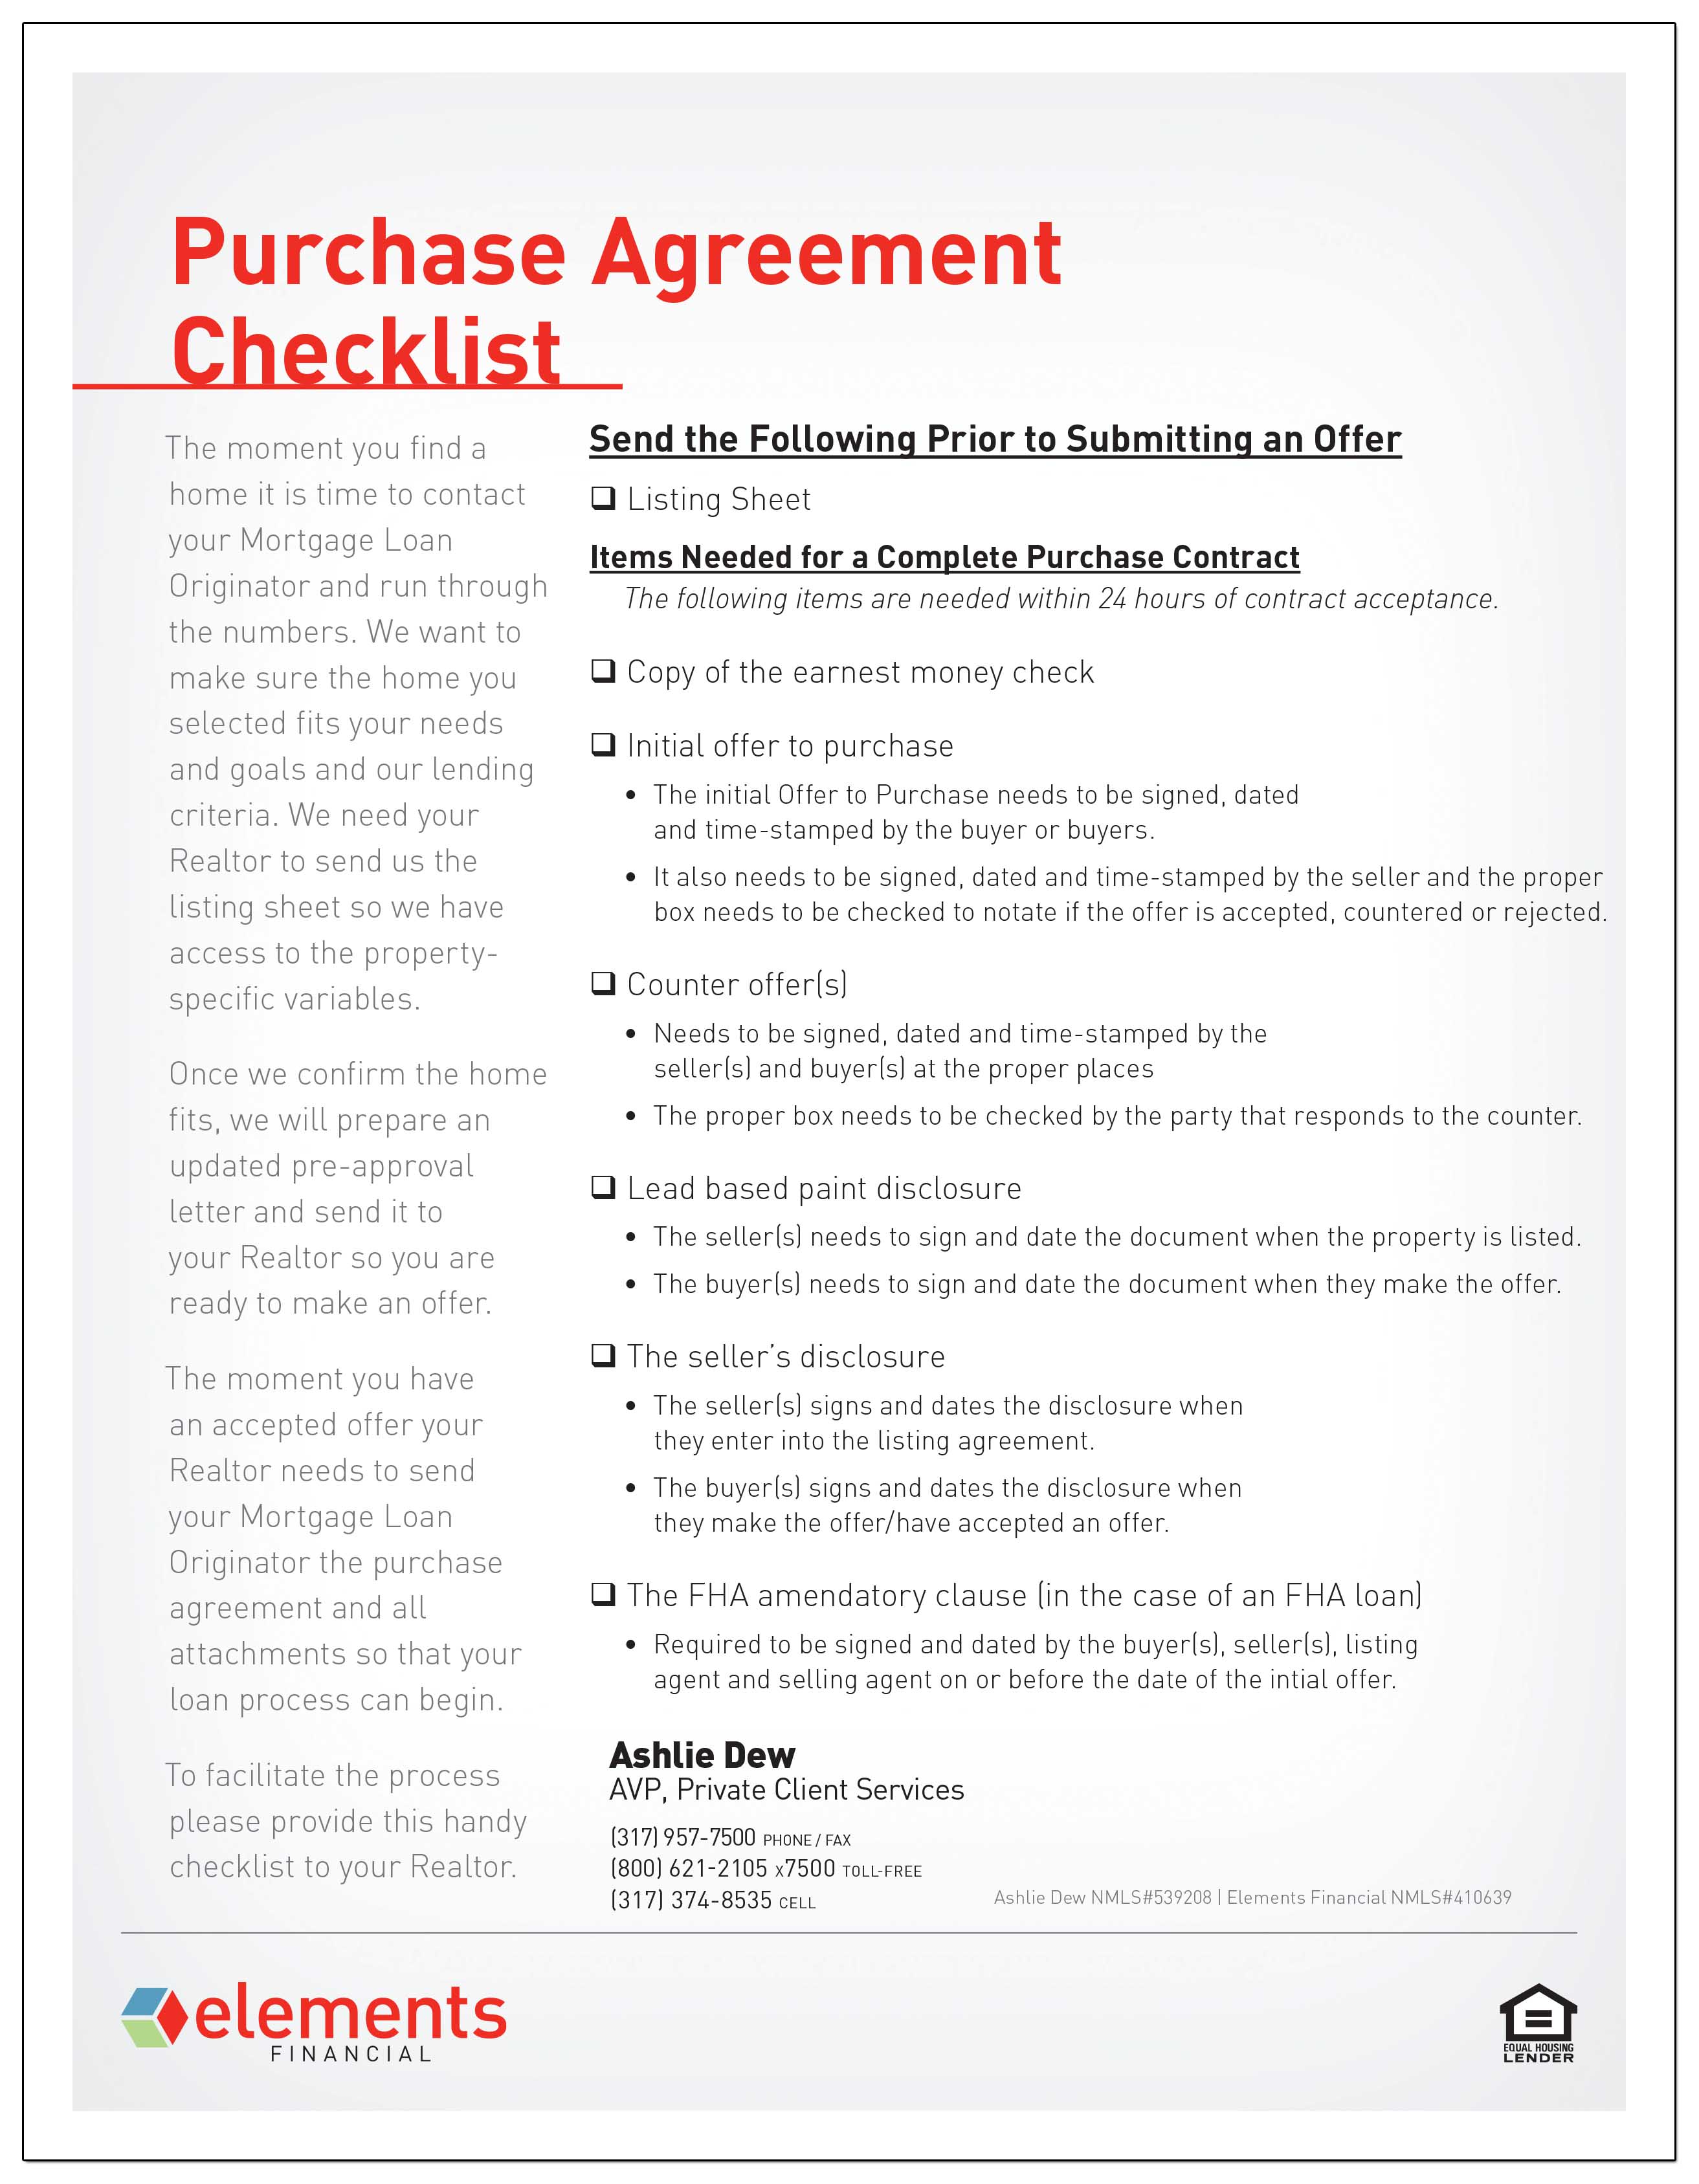 Purchase Agreement
Checklist
The moment you find a
home it is time to contact
your Mortgage Loan
Originator and run through
the numbers. We want to
make sure the home you
selected fits your needs
and goals and our lending
criteria. We need your
Realtor to send us the
listing sheet so we have
access to the property-
specific variables.
Once we confirm the home
fits, we will prepare an
updated pre-approval
letter and send it to
your Realtor so you are
ready to make an offer.
The moment you have
an accepted offer your
Realtor needs to send
your Mortgage Loan
Originator the purchase
agreement and all
attachments so that your
loan process can begin.
To facilitate the process
please provide this handy
checklist to your Realtor.
Send the Following Prior to Submitting an Offer
❑ Listing Sheet
Items Needed for a Complete Purchase Contract
The following items are needed within 24 hours of contract acceptance.
❑ Copy of the earnest money check
❑ Initial offer to purchase
• The initial Offer to Purchase needs to be signed, dated
and time-stamped by the buyer or buyers.
• It also needs to be signed, dated and time-stamped by the seller and the proper
box needs to be checked to notate if the offer is accepted, countered or rejected.
❑ Counter offer(s)
• Needs to be signed, dated and time-stamped by the
seller(s) and buyer(s) at the proper places
• The proper box needs to be checked by the party that responds to the counter.
❑ Lead based paint disclosure
• The seller(s) needs to sign and date the document when the property is listed.
• The buyer(s) needs to sign and date the document when they make the offer.
❑ The seller’s disclosure
• The seller(s) signs and dates the disclosure when
they enter into the listing agreement.
• The buyer(s) signs and dates the disclosure when
they make the offer/have accepted an offer.
❑ The FHA amendatory clause (in the case of an FHA loan)
• Required to be signed and dated by the buyer(s), seller(s), listing
agent and selling agent on or before the date of the intial offer.
Ashlie Dew
AVP, Private Client Services
(317) 957-7500 PHONE / FAX
(800) 621-2105 x7500 TOLL-FREE
(317) 374-8535 CELL
Ashlie Dew NMLS#539208 | Elements Financial NMLS#410639
elements
FINANCIAL
EQUAL HOUSING
LENDER